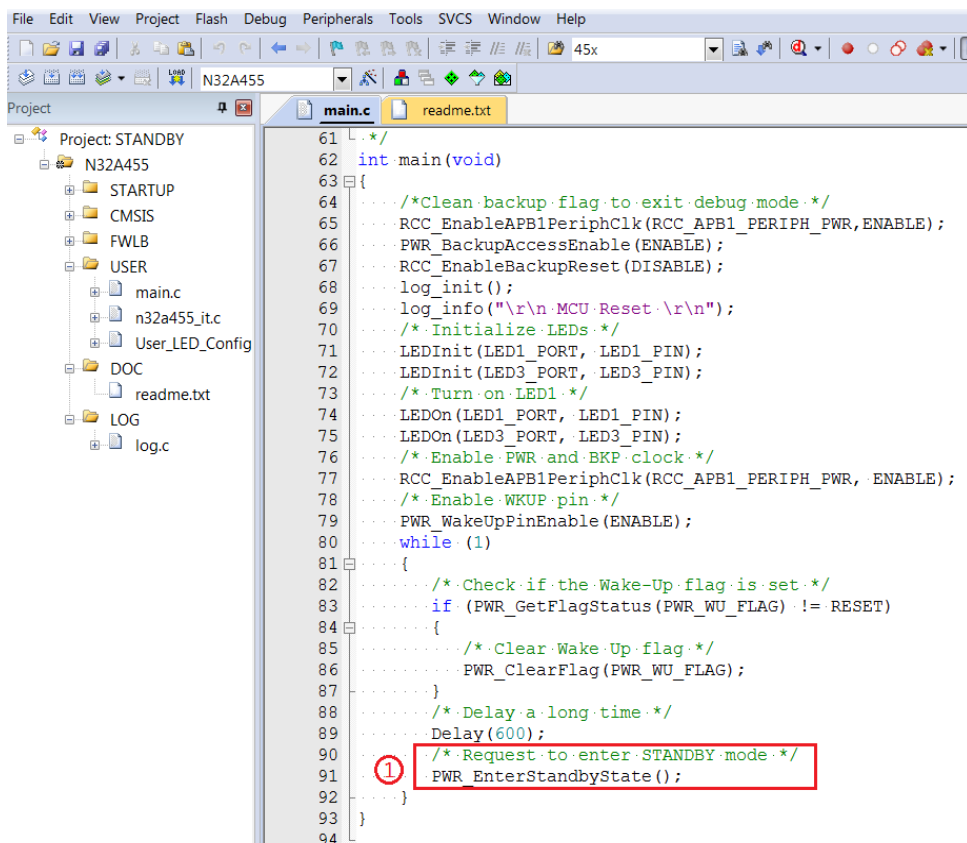 File Edit View Project Flash Debug Peripherals Tools SVCS Window Help
45x
LOAD N32A455
Project
main.c readme.txt
Project: STANDBY
N32A455
STARTUP
CMSIS
FWLB
USER
main.c
n32a455_it.c
User_LED_Config
DOC
readme.txt
LOG
log.c
61 */
62 int main(void)
63 {
64 /*Clean backup flag to exit debug mode */
65 RCC_EnableAPB1PeriphClk(RCC_APB1_PERIPH_PWR,ENABLE);
66 PWR_BackupAccessEnable(ENABLE);
67 RCC_EnableBackupReset(DISABLE);
68 log_init();
69 log_info("\r\n MCU Reset \r\n");
70 /* Initialize LEDs */
71 LEDInit(LED1_PORT, LED1_PIN);
72 LEDInit(LED3_PORT, LED3_PIN);
73 /* Turn on LED1 */
74 LEDOn(LED1_PORT, LED1_PIN);
75 LEDOn(LED3_PORT, LED3_PIN);
76 /* Enable PWR and BKP clock */
77 RCC_EnableAPB1PeriphClk(RCC_APB1_PERIPH_PWR, ENABLE);
78 /* Enable WKUP pin */
79 PWR_WakeUpPinEnable(ENABLE);
80 while (1)
81 {
82 /* Check if the Wake-Up flag is set */
83 if (PWR_GetFlagStatus(PWR_WU_FLAG) != RESET)
84 {
85 /* Clear Wake Up flag */
86 PWR_ClearFlag(PWR_WU_FLAG);
87 }
88 /* Delay a long time */
89 Delay(600);
90 /* Request to enter STANDBY mode */
91 ① PWR_EnterStandbyState();
92 }
93 }
94